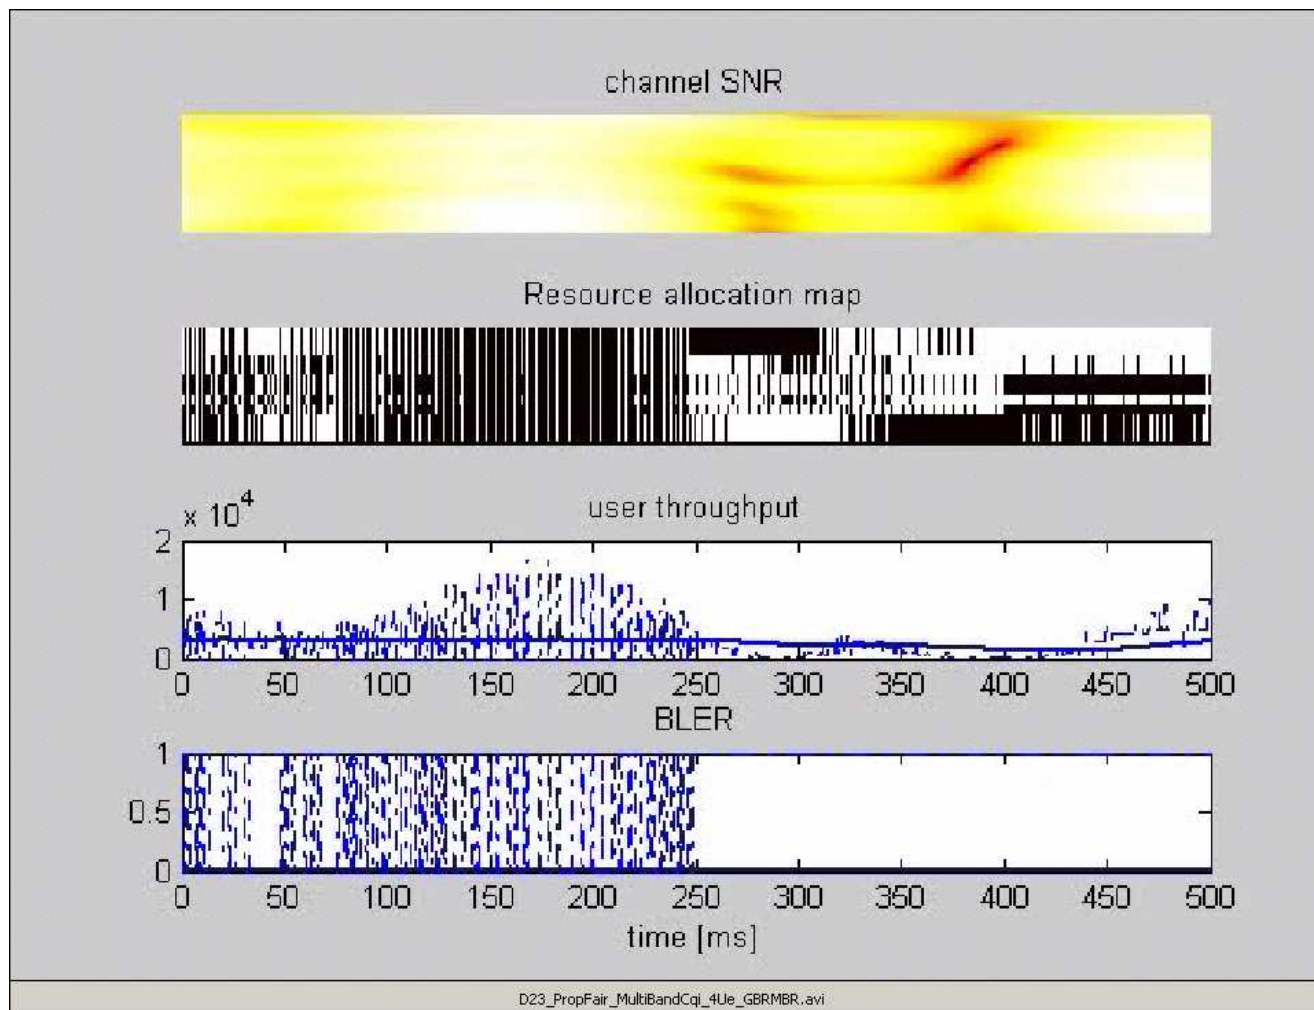 channel SNR
Resource allocation map
x 10^4
user throughput
2
1
0
0 50 100 150 200 250 300 350 400 450 500
BLER
1
0.5
0
0 50 100 150 200 250 300 350 400 450 500
time [ms]
D23_PropFair_MultiBandCqi_4Ue_GBRMBR.avi